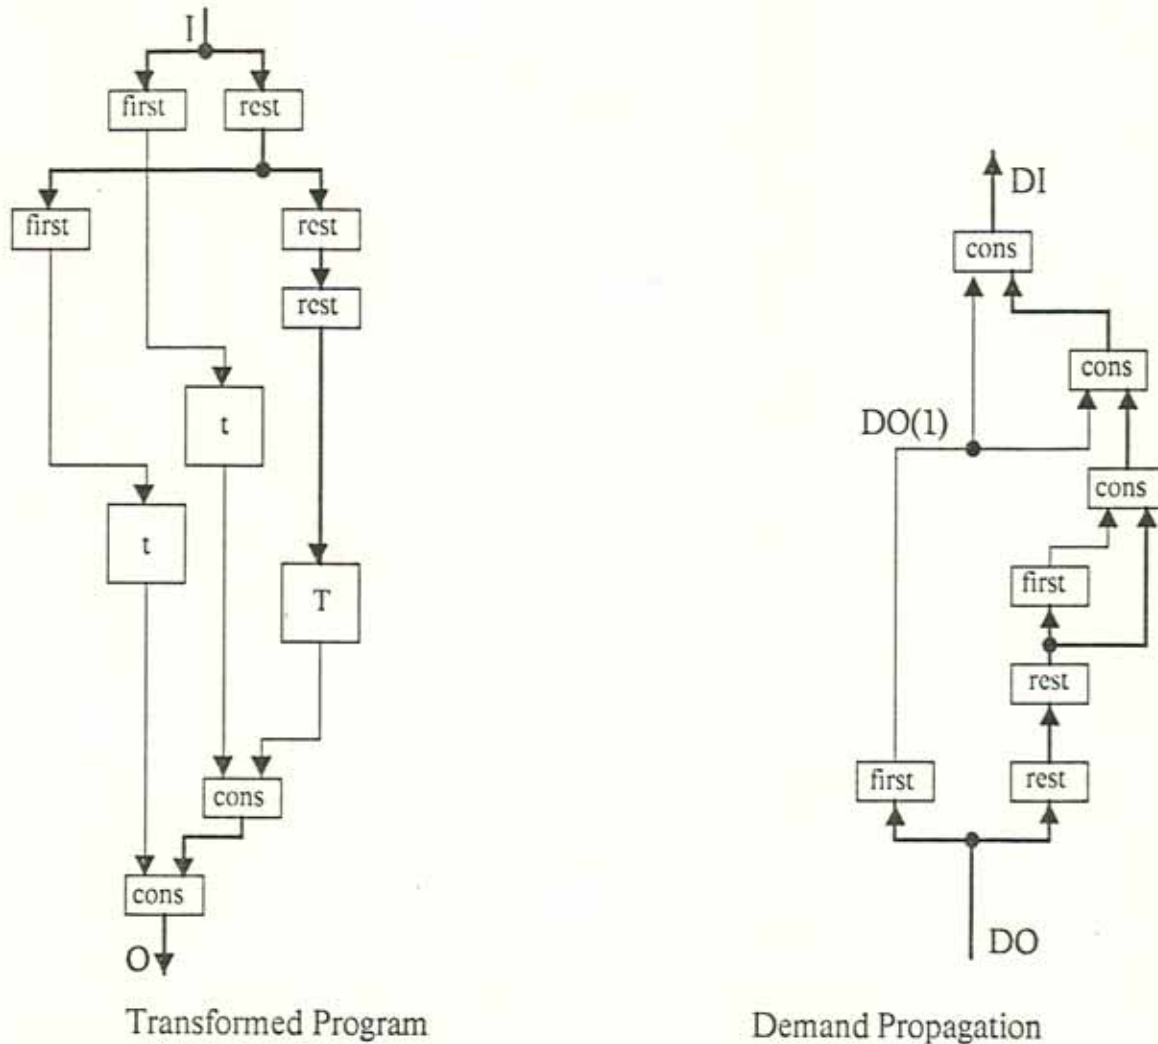 I
first
rest
first
rest
rest
t
t
T
cons
cons
O
Transformed Program
DI
cons
cons
DO(1)
cons
first
rest
first
rest
DO
Demand Propagation